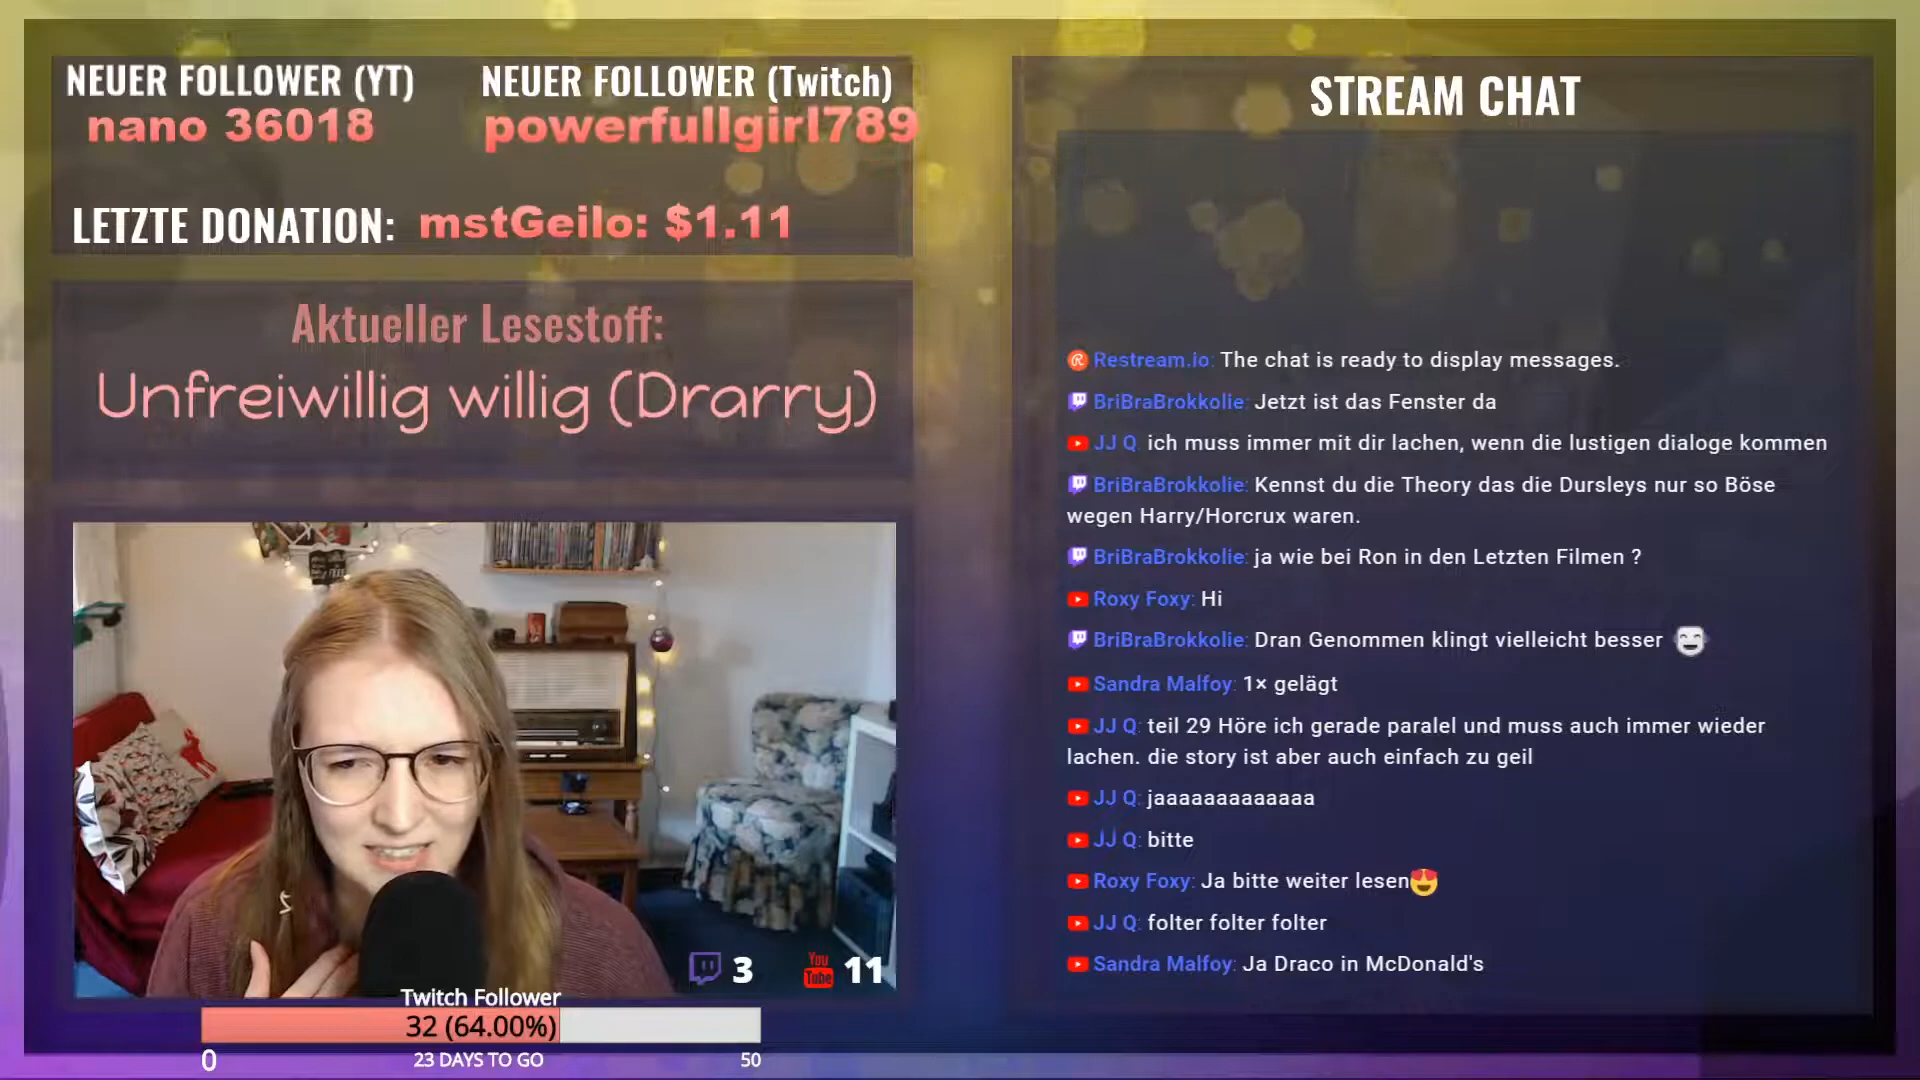 NEUER FOLLOWER (YT)
nano 36018
NEUER FOLLOWER (Twitch)
powerfullgirl789
LETZTE DONATION: mstGeilo: $1.11
Aktueller Lesestoff:
Unfreiwillig willig (Drarry)
3
You
Tube
11
Twitch Follower
32 (64.00%)
0
23 DAYS TO GO
50
STREAM CHAT
Restream.io: The chat is ready to display messages.
BriBraBrokkolie: Jetzt ist das Fenster da
JJ Q: ich muss immer mit dir lachen, wenn die lustigen dialoge kommen
BriBraBrokkolie: Kennst du die Theory das die Dursleys nur so Böse
wegen Harry/Horcrux waren.
BriBraBrokkolie: ja wie bei Ron in den Letzten Filmen ?
Roxy Foxy: Hi
BriBraBrokkolie: Dran Genommen klingt vielleicht besser
Sandra Malfoy: 1× gelägt
JJ Q: teil 29 Höre ich gerade paralel und muss auch immer wieder
lachen. die story ist aber auch einfach zu geil
JJ Q: jaaaaaaaaaaaaa
JJ Q: bitte
Roxy Foxy: Ja bitte weiter lesen😍
JJ Q: folter folter folter
Sandra Malfoy: Ja Draco in McDonald's